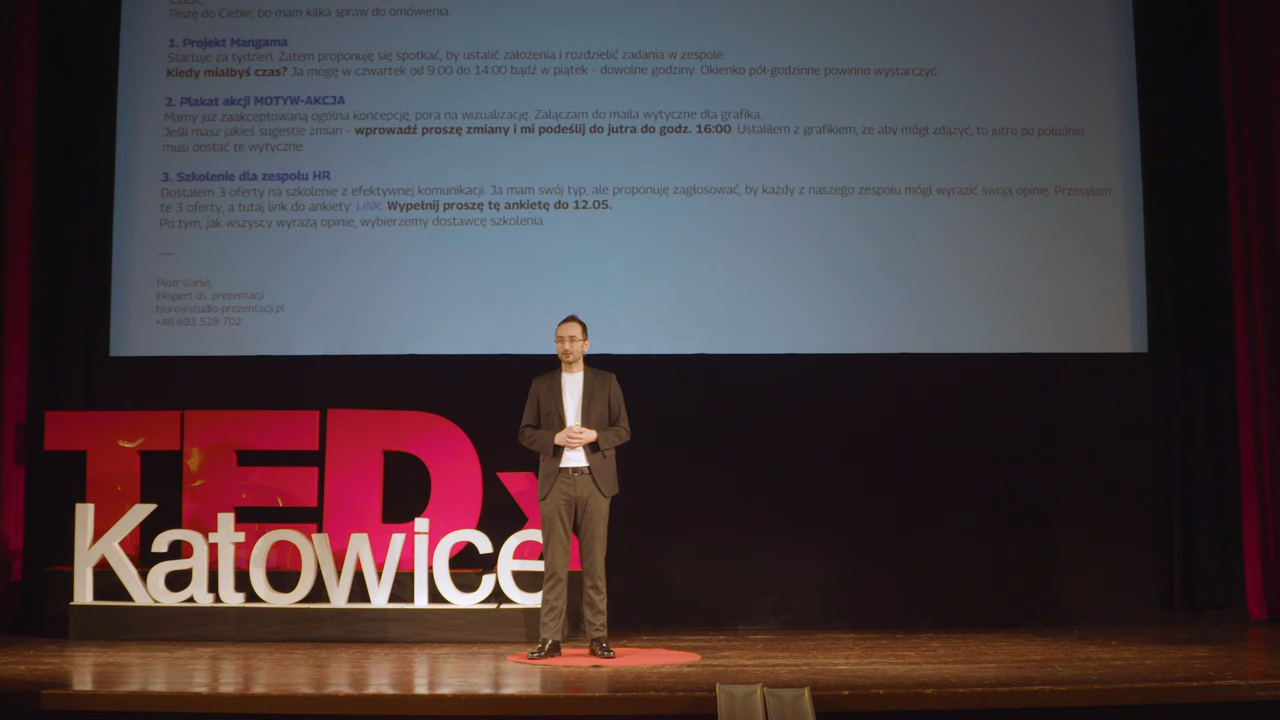 Cześć,
Piszę do Ciebie, bo mam kilka spraw do omówienia.
1. Projekt Mangama
Startuje za tydzień. Zatem proponuję się spotkać, by ustalić założenia i rozdzielić zadania w zespole.
Kiedy miałbyś czas? Ja mogę w czwartek od 9:00 do 14:00 bądź w piątek – dowolne godziny. Okienko pół-godzinne powinno wystarczyć.
2. Plakat akcji MOTYW-AKCJA
Mamy już zaakceptowaną ogólną koncepcję, pora na wizualizację. Załączam do maila wytyczne dla grafika.
Jeśli masz jakieś sugestie zmian – wprowadź proszę zmiany i mi podeślij do jutra do godz. 16:00. Ustaliłem z grafikiem, że aby mógł zdążyć, to jutro po południu
musi dostać te wytyczne.
3. Szkolenie dla zespołu HR
Dostałem 3 oferty na szkolenie z efektywnej komunikacji. Ja mam swój typ, ale proponuję zagłosować, by każdy z naszego zespołu mógł wyrazić swoją opinię. Przesyłam
te 3 oferty, a tutaj link do ankiety: LINK. Wypełnij proszę tę ankietę do 12.05.
Po tym, jak wszyscy wyrażą opinie, wybierzemy dostawcę szkolenia.
----
Piotr Garlej,
Ekspert ds. prezentacji
biuro@studio-prezentacji.pl
+48 693 528 702
TEDx
Katowice